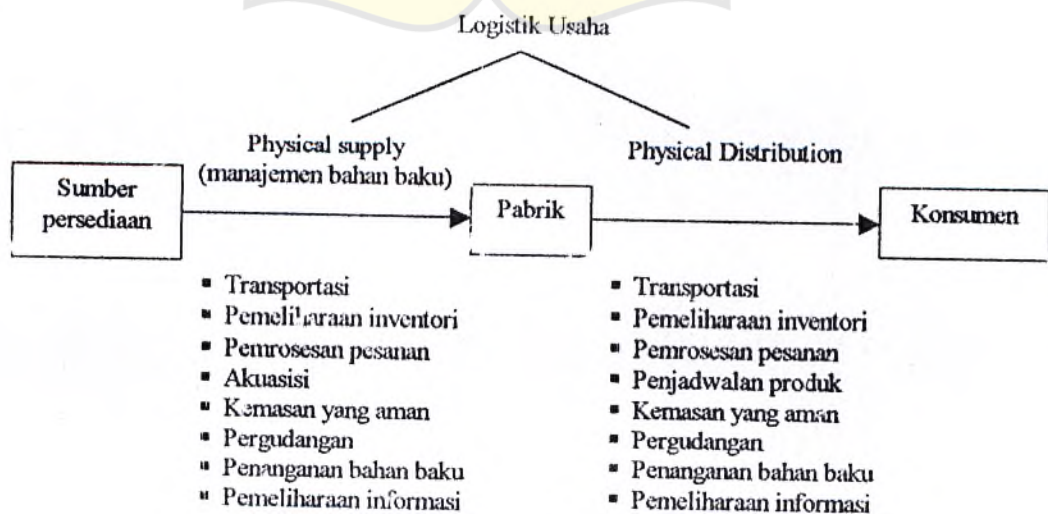 Logistik Usaha
Physical supply
(manajemen bahan baku)
Physical Distribution
Sumber
persediaan
Pabrik
Konsumen
▪ Transportasi
▪ Pemeliharaan inventori
▪ Pemrosesan pesanan
▪ Akuasisi
▪ Kemasan yang aman
▪ Pergudangan
▪ Penanganan bahan baku
▪ Pemeliharaan informasi
▪ Transportasi
▪ Pemeliharaan inventori
▪ Pemrosesan pesanan
▪ Penjadwalan produk
▪ Kemasan yang aman
▪ Pergudangan
▪ Penanganan bahan baku
▪ Pemeliharaan informasi